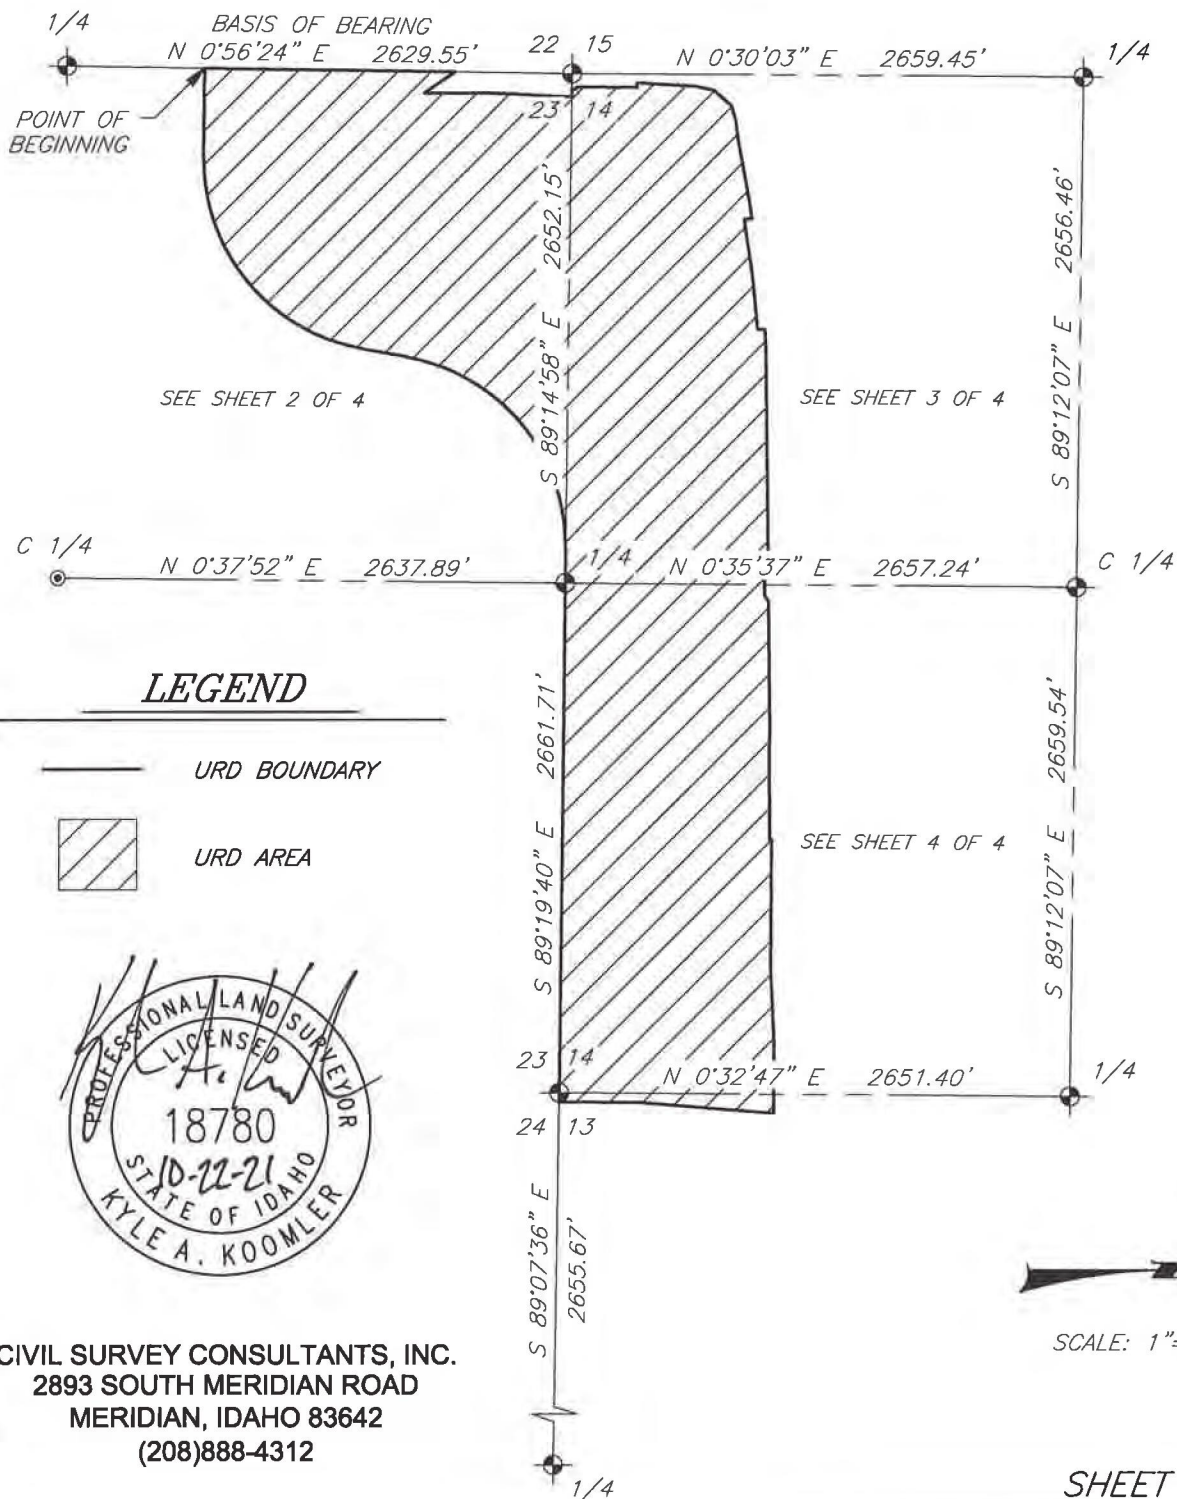 1/4
BASIS OF BEARING
N 0°56'24" E 2629.55'
22 15
N 0°30'03" E 2659.45'
1/4
POINT OF
BEGINNING
23 14
S 89°14'58" E 2652.15'
S 89°12'07" E 2656.46'
SEE SHEET 2 OF 4
SEE SHEET 3 OF 4
C 1/4
N 0°37'52" E 2637.89'
1/4
N 0°35'37" E 2657.24'
C 1/4
LEGEND
URD BOUNDARY
URD AREA
S 89°19'40" E 2661.71'
S 89°12'07" E 2659.54'
SEE SHEET 4 OF 4
23 14
N 0°32'47" E 2651.40'
1/4
24 13
PROFESSIONAL LAND SURVEYOR
LICENSED
18780
10-22-21
STATE OF IDAHO
KYLE A. KOOMLER
S 89°07'36" E
2655.67'
1/4
SCALE: 1"=
CIVIL SURVEY CONSULTANTS, INC.
2893 SOUTH MERIDIAN ROAD
MERIDIAN, IDAHO 83642
(208)888-4312
SHEET